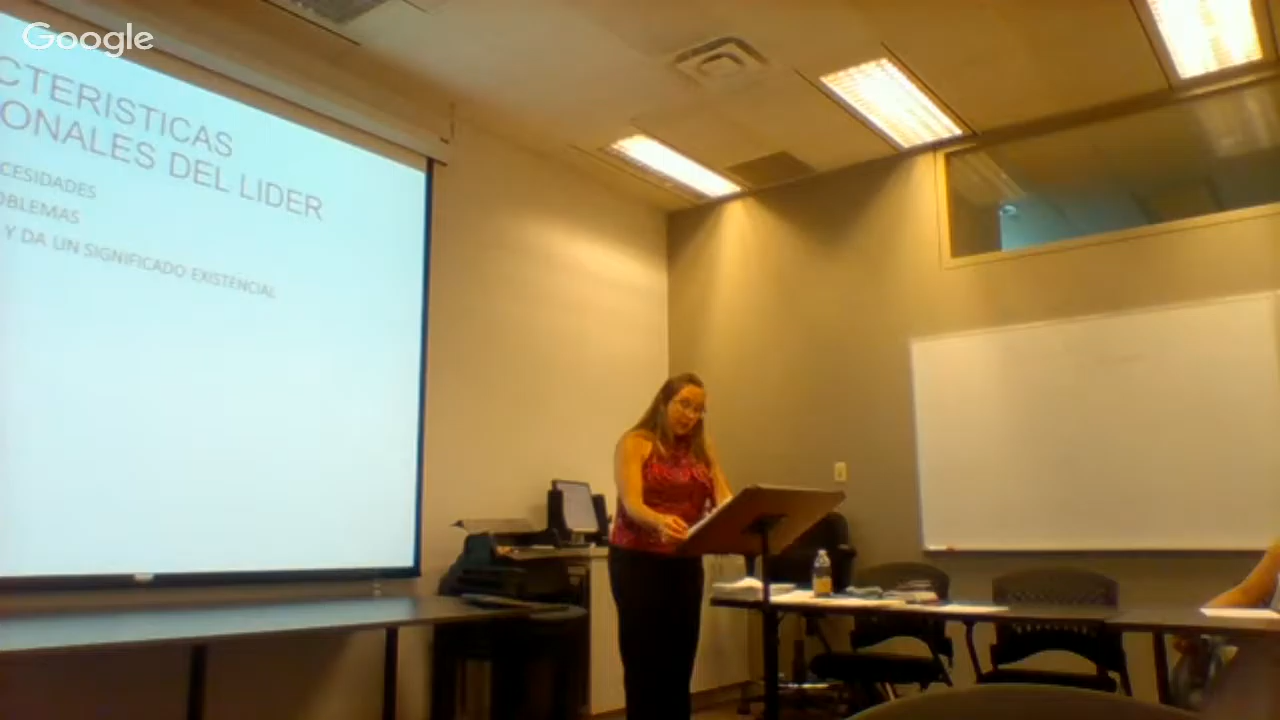 Google
CTERISTICAS
ONALES DEL LIDER
CESIDADES
OBLEMAS
Y DA UN SIGNIFICADO EXISTENCIAL